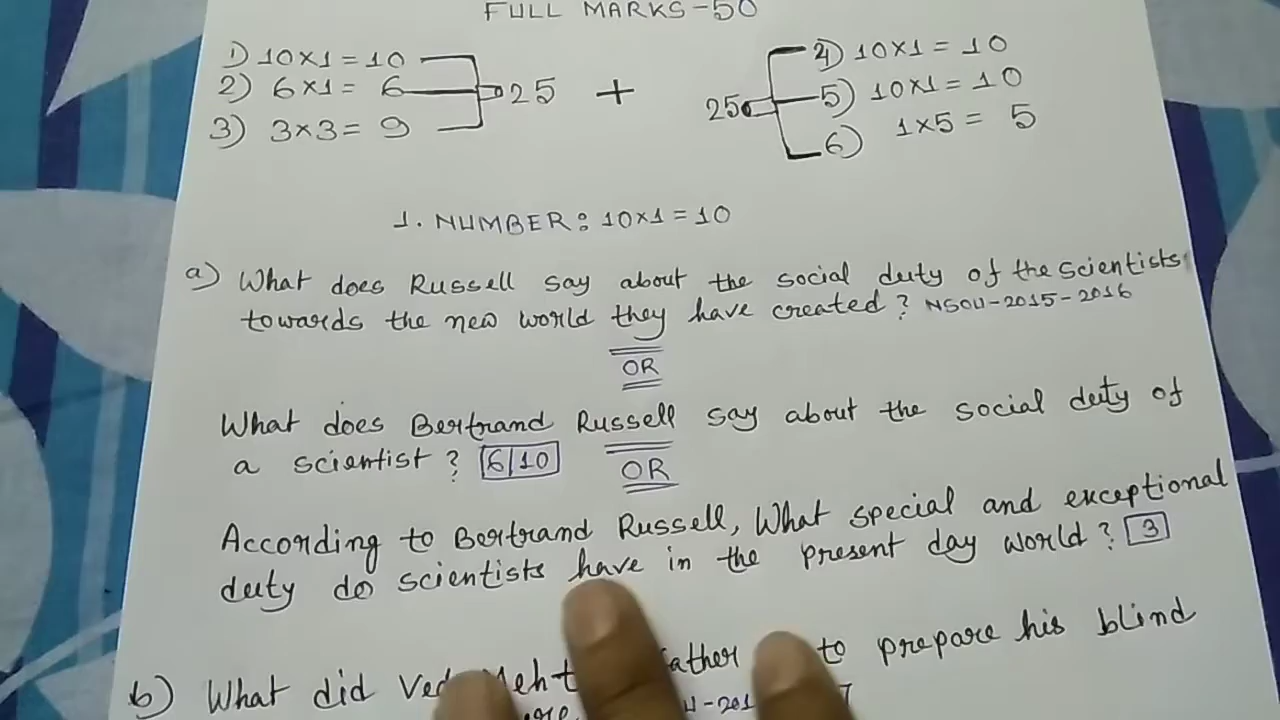 FULL MARKS-50
1) 10×1 = 10
2) 6×1 = 6
3) 3×3 = 9
25 + 25
4) 10×1 = 10
5) 10×1 = 10
6) 1×5 = 5
1. NUMBER: 10×1 = 10
a) What does Russell say about the social duty of the scientists
towards the new world they have created? NSOU-2015-2016
OR
What does Bertrand Russell say about the social duty of
a scientist? 6/10
OR
According to Bertrand Russell, What special and exceptional
duty do scientists have in the present day world? 3
b) What did Ved father to prepare his blind